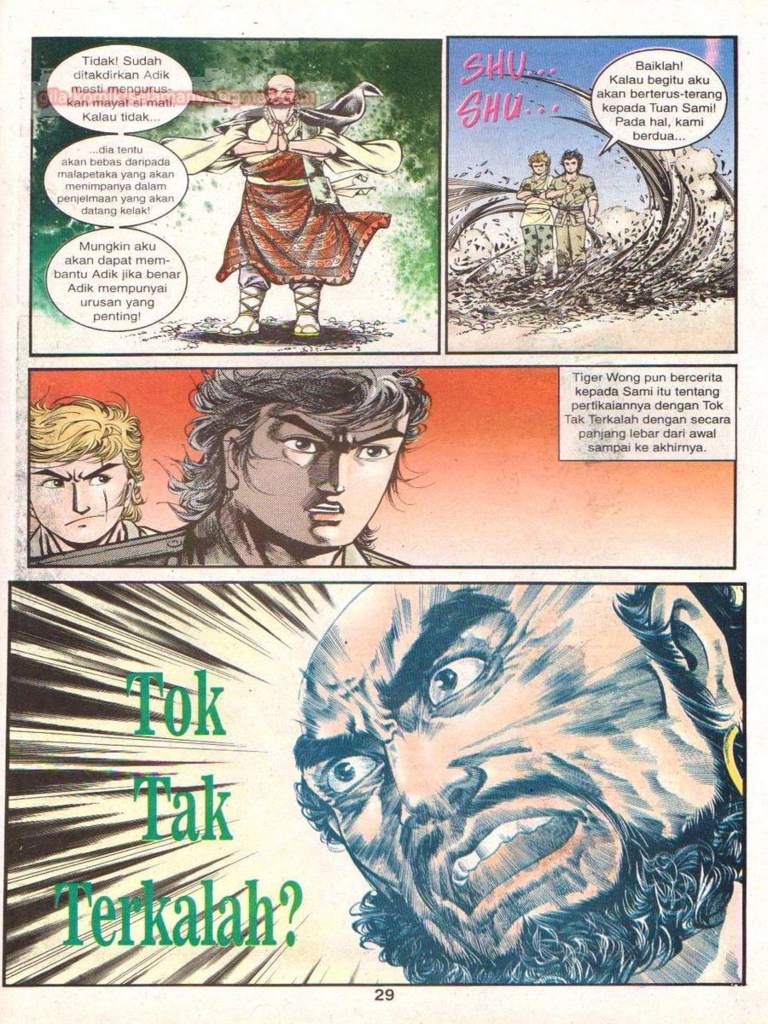 Tidak! Sudah
ditakdirkan Adik
mesti mengurus-
kan mayat si mati.
Kalau tidak...
...dia tentu
akan bebas daripada
malapetaka yang akan
menimpanya dalam
penjelmaan yang akan
datang kelak!
Mungkin aku
dapat mem-
bantu Adik jika benar
Adik mempunyai
urusan yang
penting!
SHU...
SHU...
Baiklah!
Kalau begitu aku
akan berterus-terang
kepada Tuan Sami!
Pada hal, kami
berdua...
Tiger Wong pun bercerita
kepada Sami itu tentang
pertikaiannya dengan Tok
Tak Terkalah dengan secara
panjang lebar dari awal
sampai ke akhirnya.
Tok
Tak
Terkalah?
29